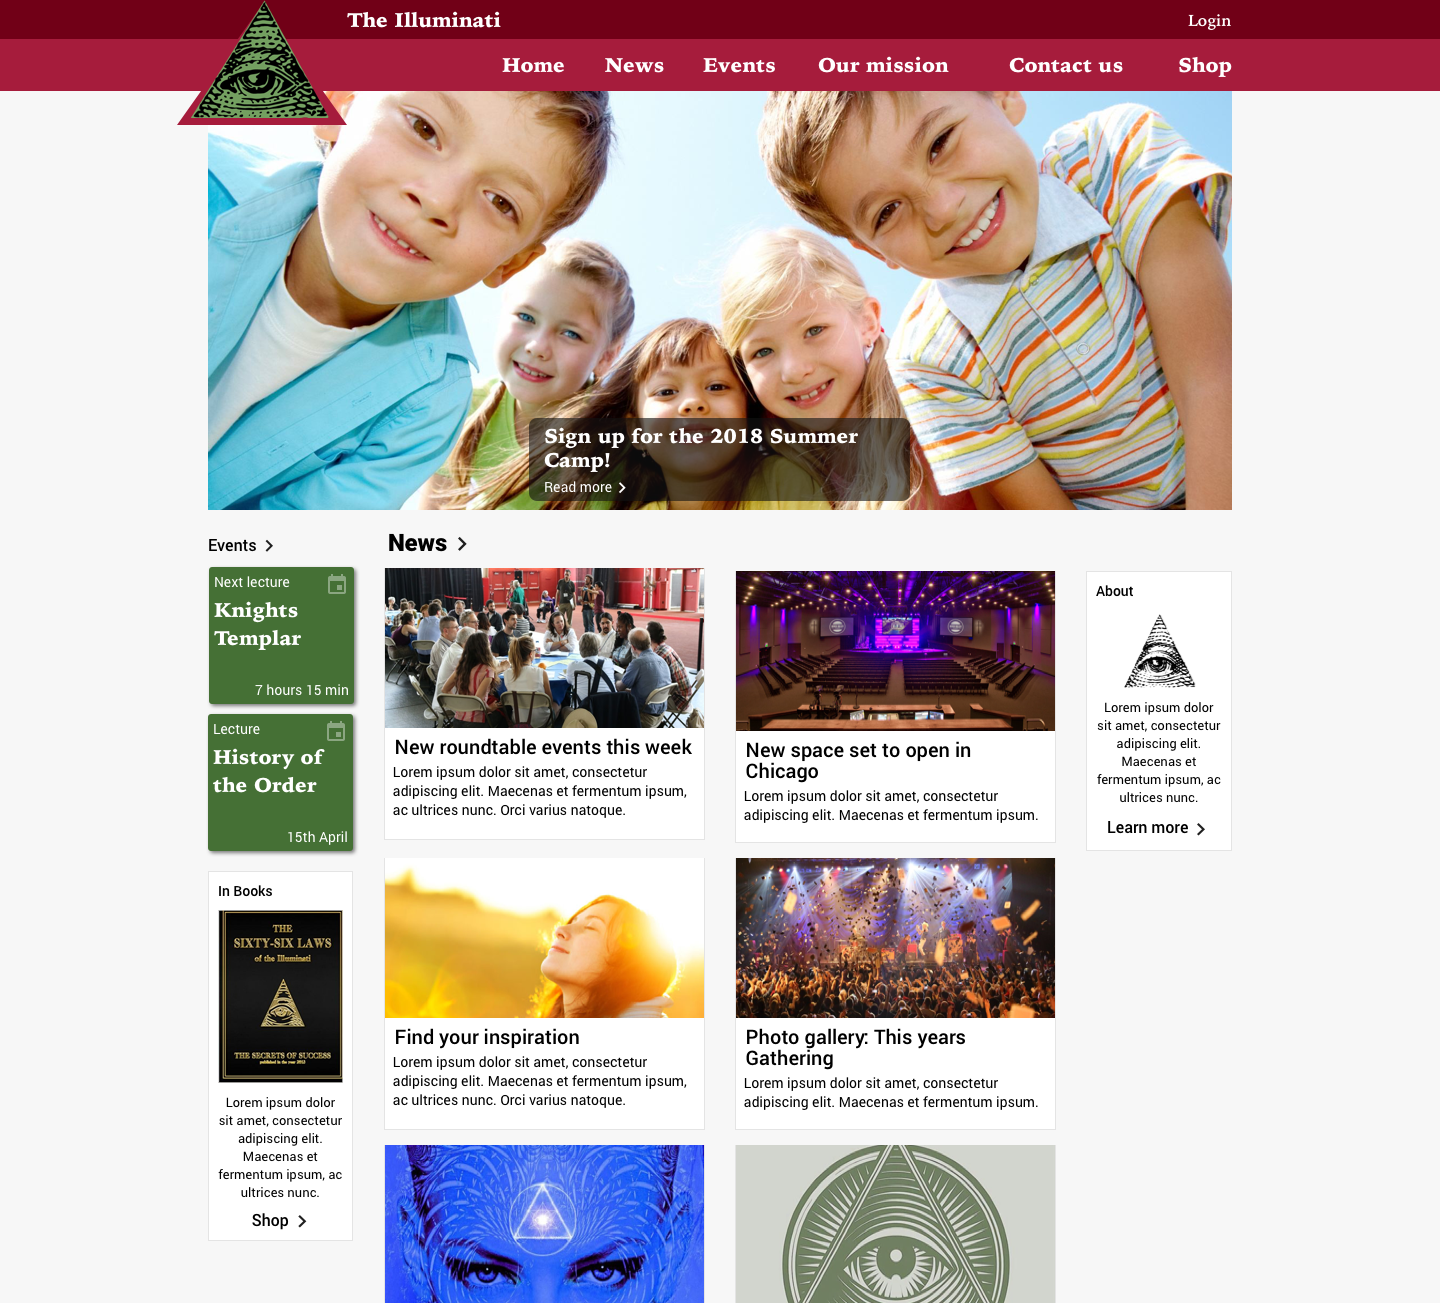 The Illuminati
Login
Home
News
Events
Our mission
Contact us
Shop
Sign up for the 2018 Summer
Camp!
Read more
Events
Next lecture
Knights
Templar
7 hours 15 min
Lecture
History of
the Order
15th April
In Books
THE
SIXTY-SIX LAWS
of the Illuminati
THE SECRETS OF SUCCESS
published in the year 2012
Lorem ipsum dolor
sit amet, consectetur
adipiscing elit.
Maecenas et
fermentum ipsum, ac
ultrices nunc.
Shop
News
New roundtable events this week
Lorem ipsum dolor sit amet, consectetur
adipiscing elit. Maecenas et fermentum ipsum,
ac ultrices nunc. Orci varius natoque.
New space set to open in
Chicago
Lorem ipsum dolor sit amet, consectetur
adipiscing elit. Maecenas et fermentum ipsum.
Find your inspiration
Lorem ipsum dolor sit amet, consectetur
adipiscing elit. Maecenas et fermentum ipsum,
ac ultrices nunc. Orci varius natoque.
Photo gallery: This years
Gathering
Lorem ipsum dolor sit amet, consectetur
adipiscing elit. Maecenas et fermentum ipsum.
About
Lorem ipsum dolor
sit amet, consectetur
adipiscing elit.
Maecenas et
fermentum ipsum, ac
ultrices nunc.
Learn more